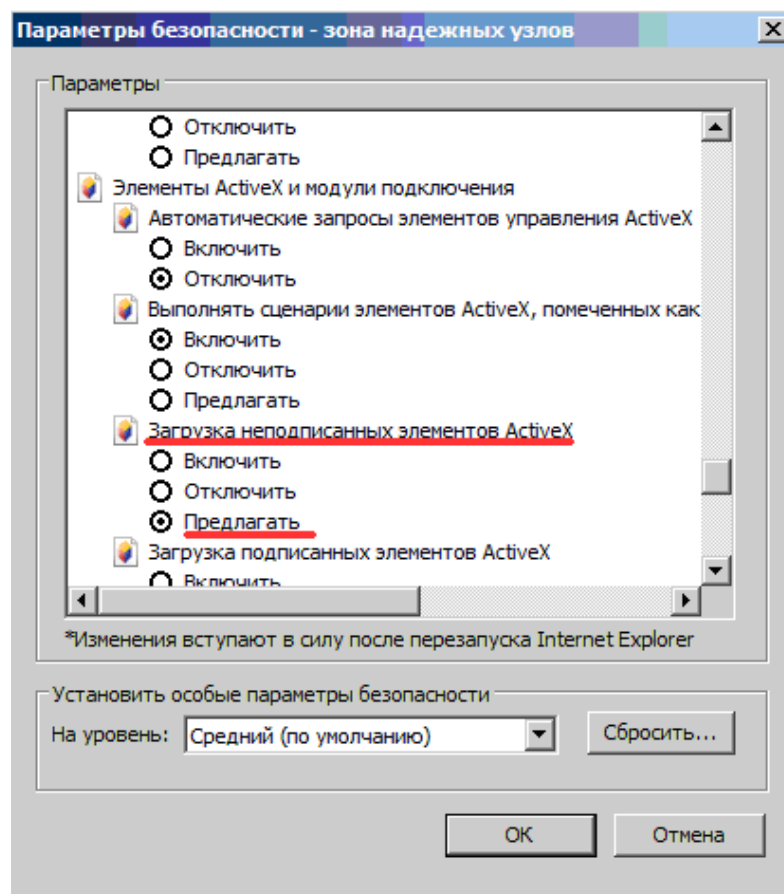 Параметры безопасности - зона надежных узлов
Параметры
Отключить
Предлагать
Элементы ActiveX и модули подключения
Автоматические запросы элементов управления ActiveX
Включить
Отключить
Выполнять сценарии элементов ActiveX, помеченных как
Включить
Отключить
Предлагать
Загрузка неподписанных элементов ActiveX
Включить
Отключить
Предлагать
Загрузка подписанных элементов ActiveX
Включить
*Изменения вступают в силу после перезапуска Internet Explorer
Установить особые параметры безопасности
На уровень: Средний (по умолчанию) Сбросить...
OK Отмена